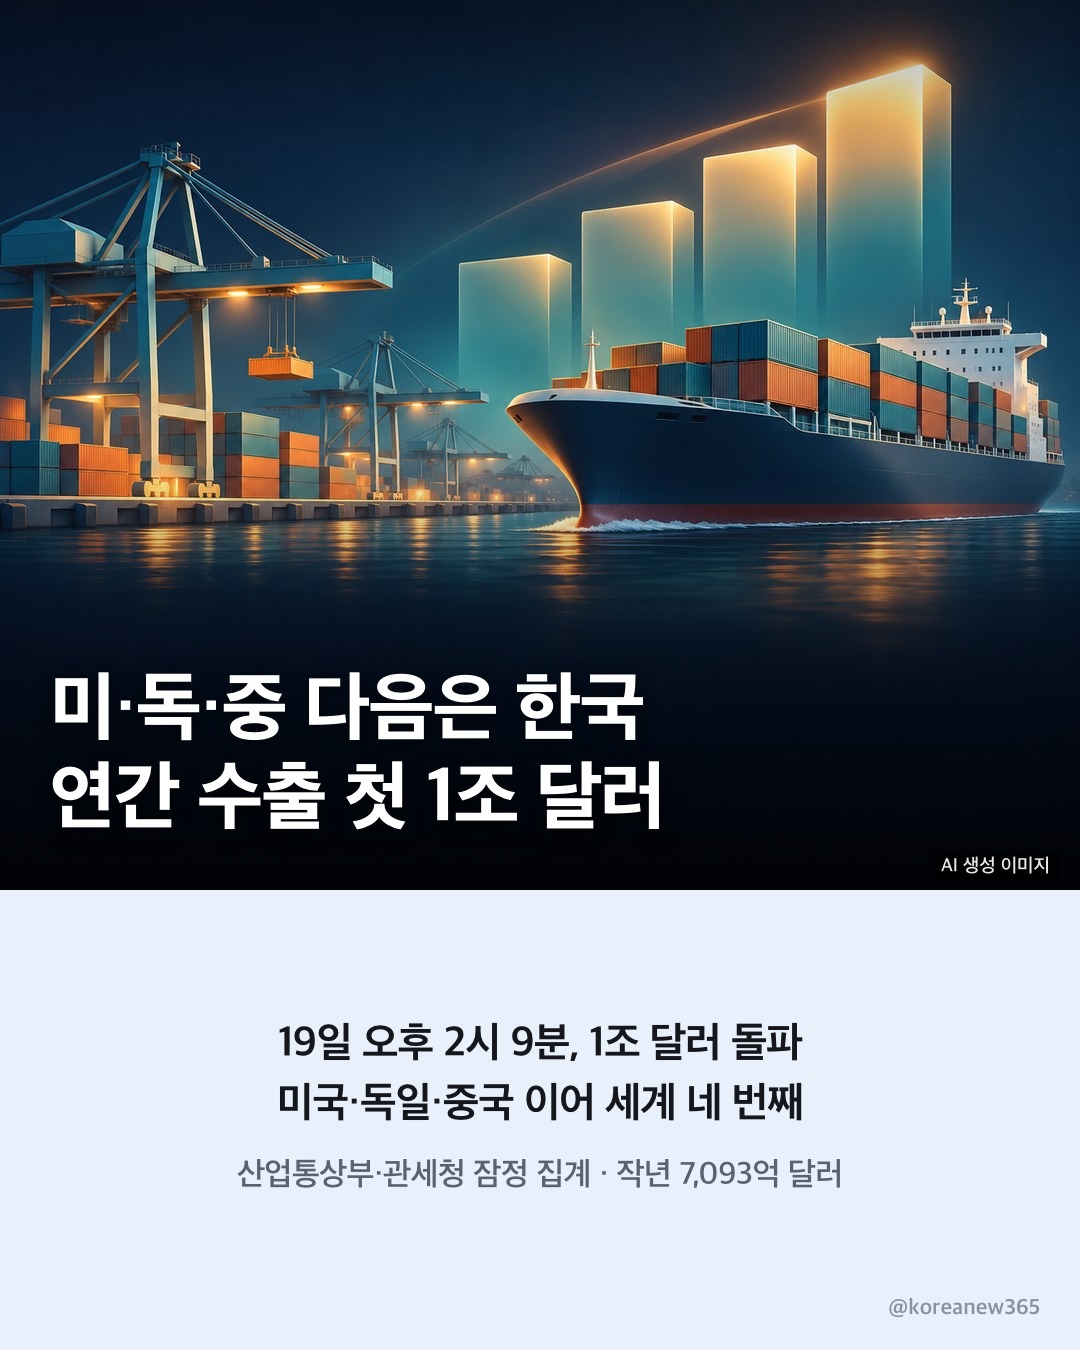 미·독·중 다음은 한국
연간 수출 첫 1조 달러
AI 생성 이미지
19일 오후 2시 9분, 1조 달러 돌파
미국·독일·중국 이어 세계 네 번째
산업통상부·관세청 잠정 집계 · 작년 7,093억 달러
@koreanew365